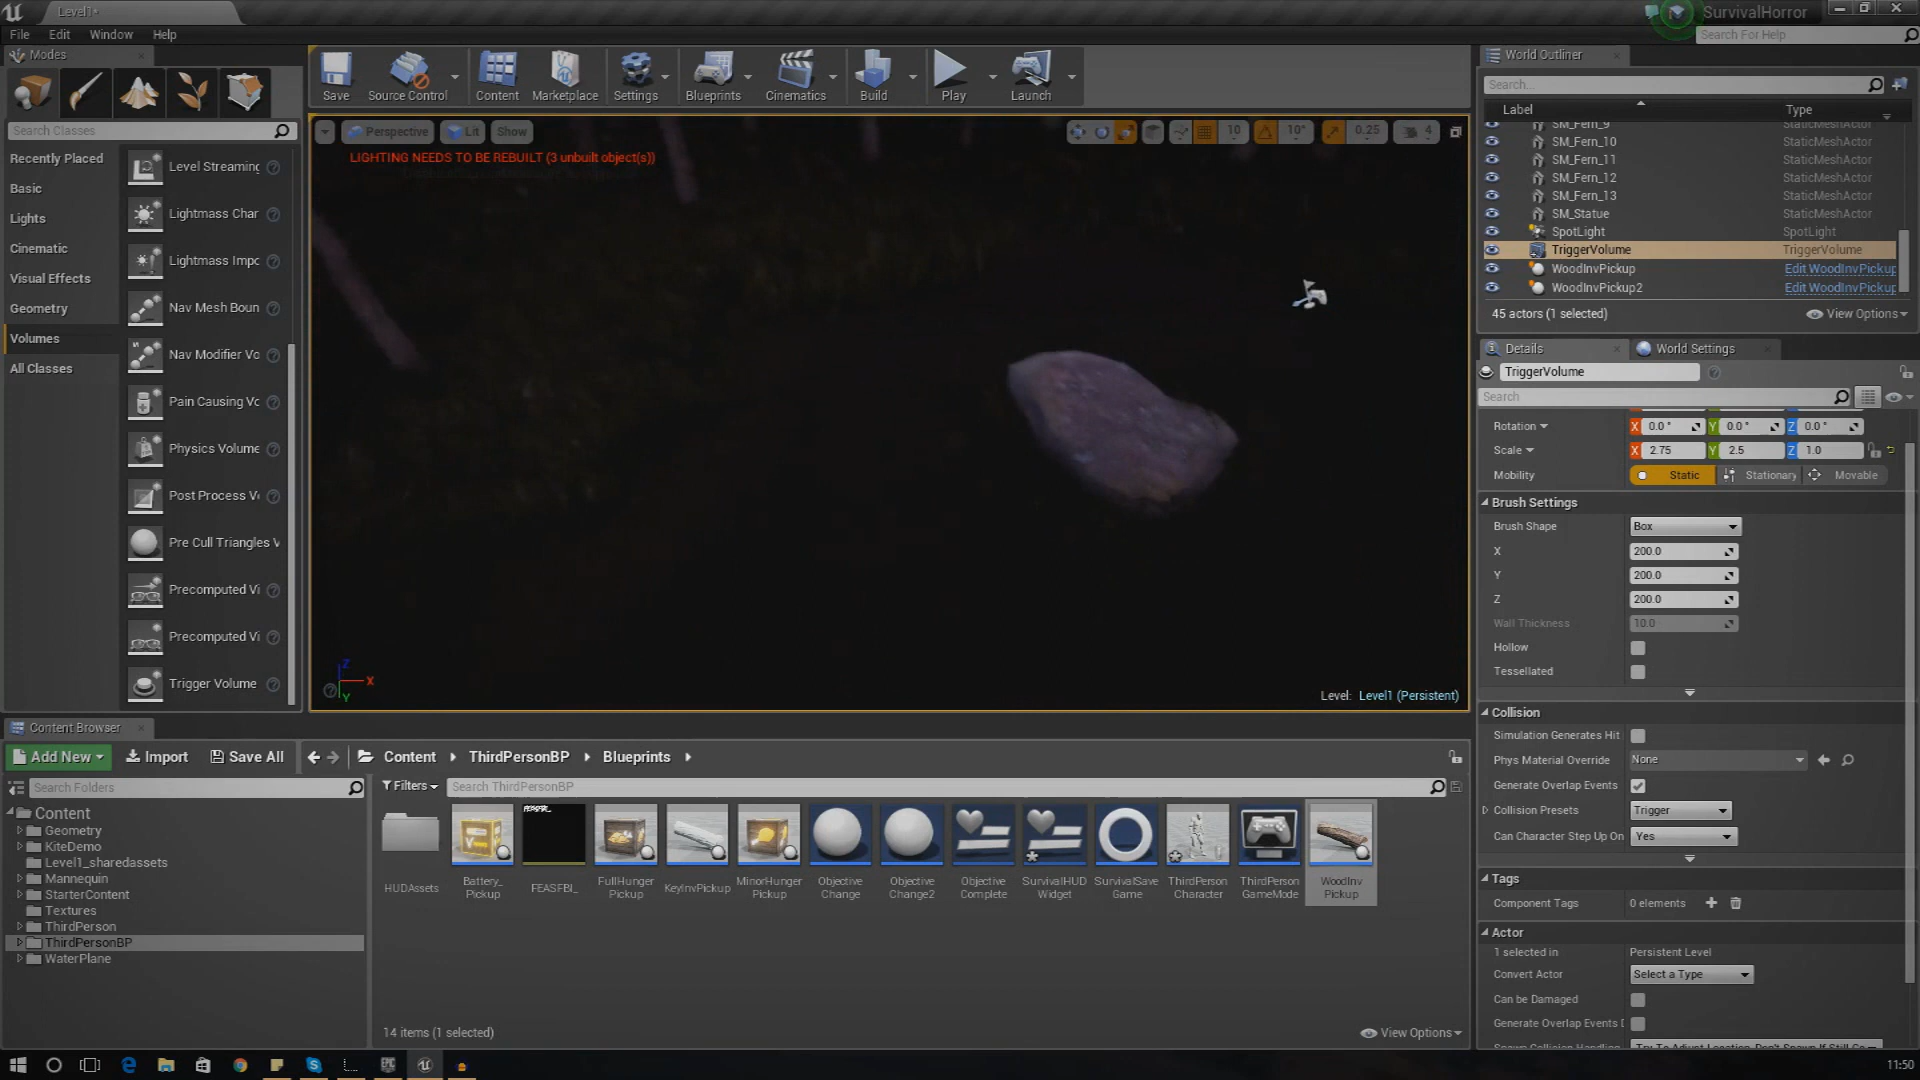 Level1*
SurvivalHorror
File Edit Window Help
Search For Help
Modes
Search Classes
Recently Placed
Basic
Lights
Cinematic
Visual Effects
Geometry
Volumes
All Classes
Level Streaming
Lightmass Char
Lightmass Impo
Nav Mesh Boun
Nav Modifier Vo
Pain Causing Vo
Physics Volume
Post Process Vo
Pre Cull Triangles V
Precomputed Vi
Precomputed Vi
Trigger Volume
Save
Source Control
Content
Marketplace
Settings
Blueprints
Cinematics
Build
Play
Launch
Perspective Lit Show
10 10° 0.25 4
LIGHTING NEEDS TO BE REBUILT (3 unbuilt object(s))
Z
X
Y
Level: Level1 (Persistent)
World Outliner
Search...
Label Type
SM_Fern_9 StaticMeshActor
SM_Fern_10 StaticMeshActor
SM_Fern_11 StaticMeshActor
SM_Fern_12 StaticMeshActor
SM_Fern_13 StaticMeshActor
SM_Statue StaticMeshActor
SpotLight SpotLight
TriggerVolume TriggerVolume
WoodInvPickup Edit WoodInvPickup
WoodInvPickup2 Edit WoodInvPickup
45 actors (1 selected) View Options
Details World Settings
TriggerVolume
Search
Rotation X 0.0° Y 0.0° Z 0.0°
Scale X 2.75 Y 2.5 Z 1.0
Mobility Static Stationary Movable
Brush Settings
Brush Shape Box
X 200.0
Y 200.0
Z 200.0
Wall Thickness 10.0
Hollow
Tessellated
Collision
Simulation Generates Hit
Phys Material Override None
Generate Overlap Events
Collision Presets Trigger
Can Character Step Up On Yes
Tags
Component Tags 0 elements
Actor
1 selected in Persistent Level
Convert Actor Select a Type
Can be Damaged
Generate Overlap Events D
Content Browser
Add New Import Save All Content ThirdPersonBP Blueprints
Search Folders
Filters Search ThirdPersonBP
Content
Geometry
KiteDemo
Level1_sharedassets
Mannequin
StarterContent
Textures
ThirdPerson
ThirdPersonBP
WaterPlane
HUDAssets
Battery_
Pickup
FEASFBI_
FullHunger
Pickup
KeyInvPickup
MinorHunger
Pickup
Objective
Change
Objective
Change2
Objective
Complete
SurvivalHUD
Widget
SurvivalSave
Game
ThirdPerson
Character
ThirdPerson
GameMode
WoodInv
Pickup
14 items (1 selected) View Options
11:50